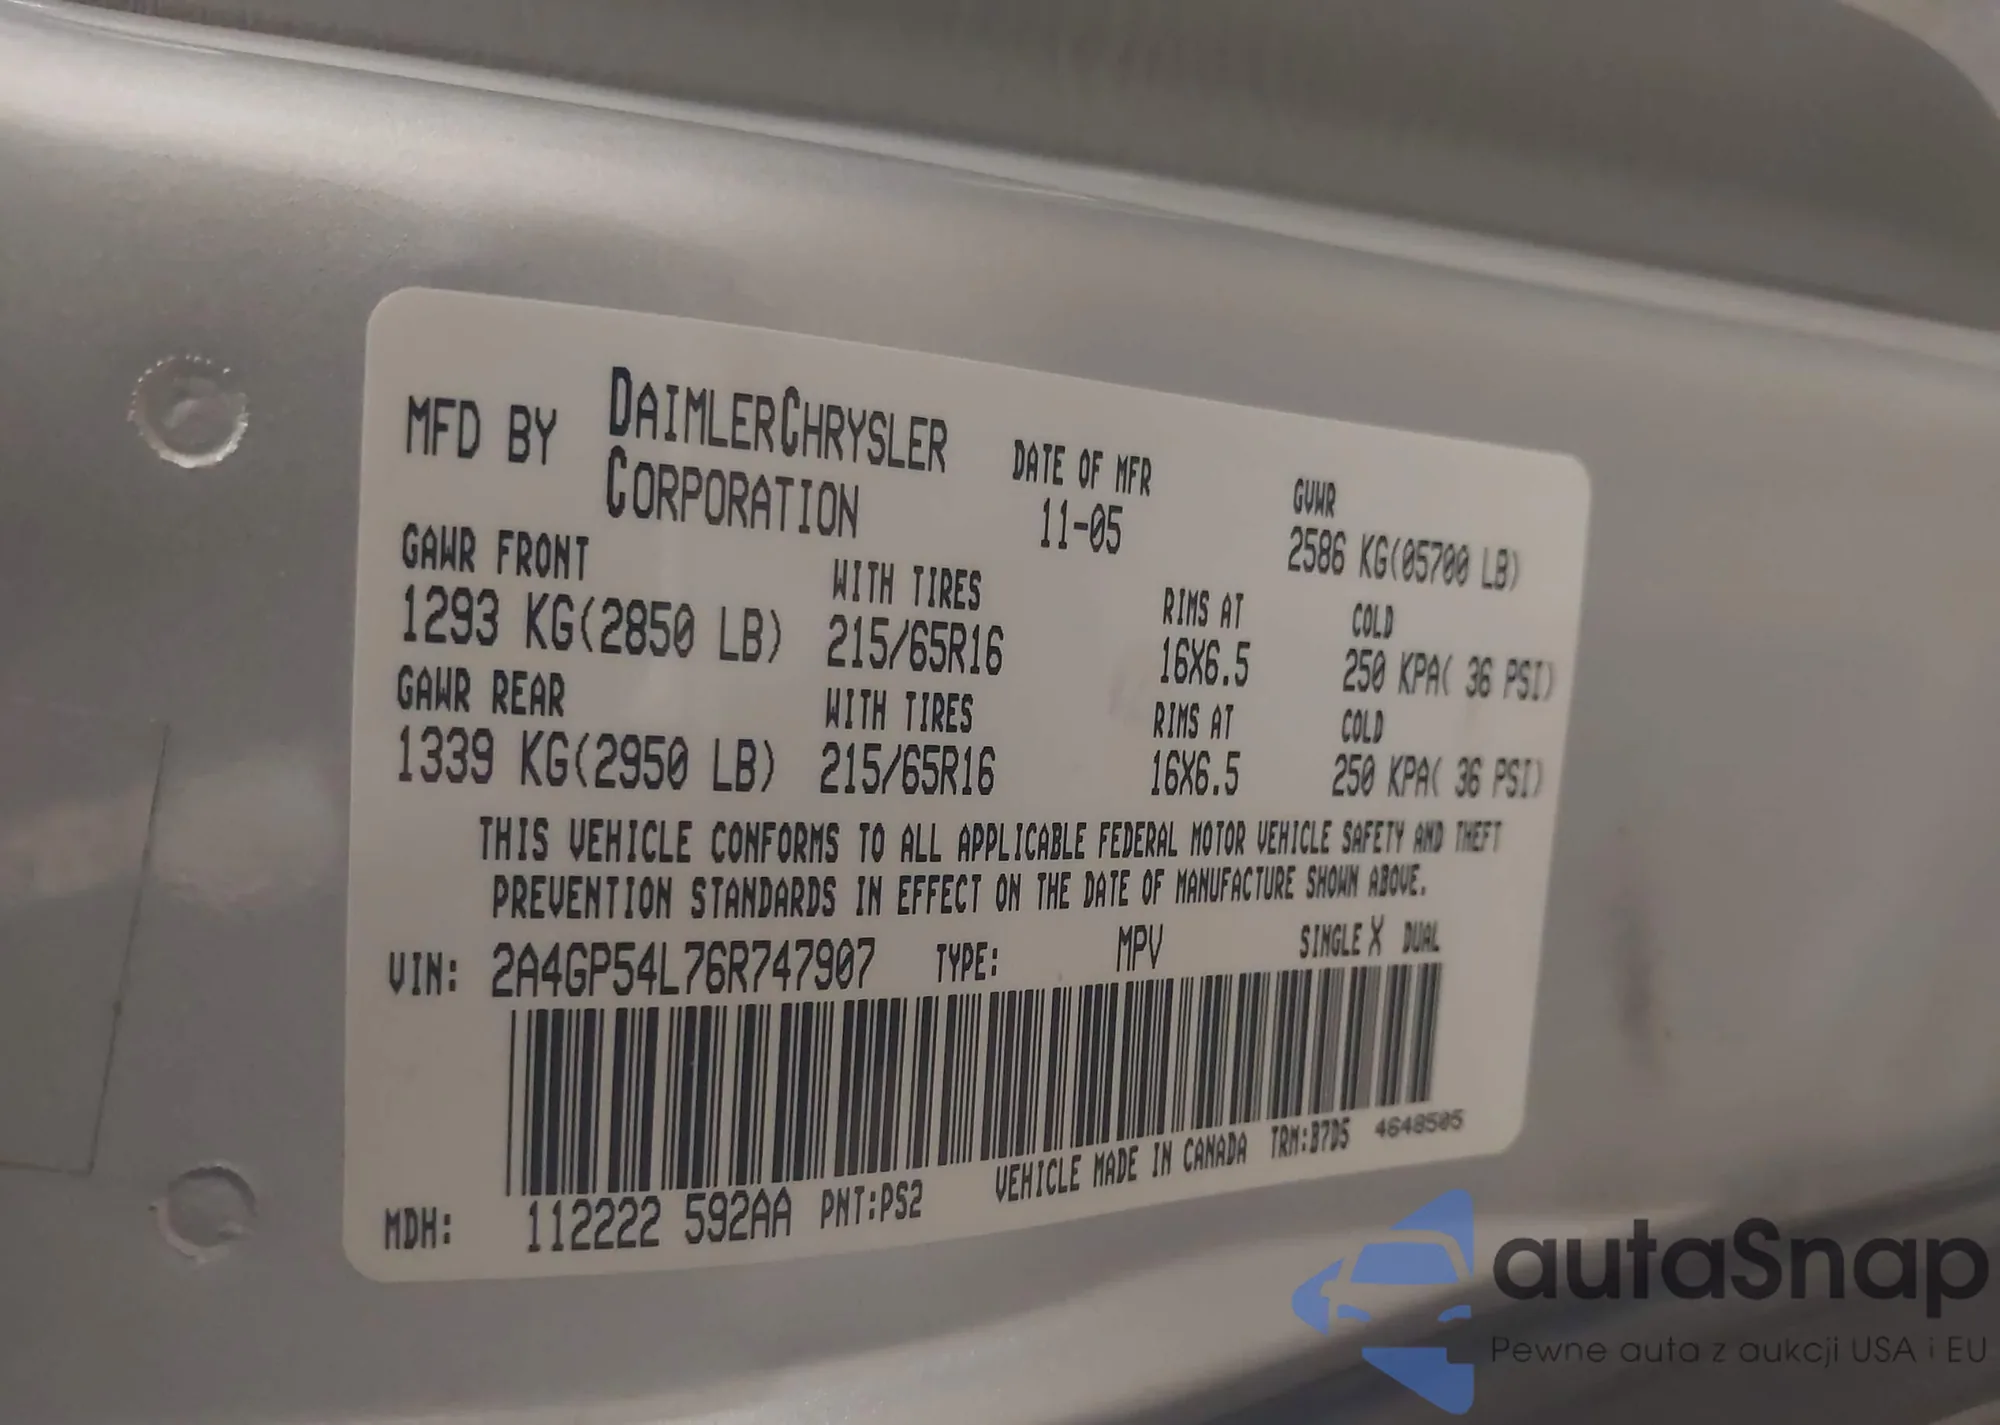 MFD BY DAIMLERCHRYSLER CORPORATION
DATE OF MFR
11-05
GVWR
2586 KG(05700 LB)
GAWR FRONT WITH TIRES RIMS AT COLD
1293 KG(2850 LB) 215/65R16 16X6.5 250 KPA( 36 PSI)
GAWR REAR WITH TIRES RIMS AT COLD
1339 KG(2950 LB) 215/65R16 16X6.5 250 KPA( 36 PSI)
THIS VEHICLE CONFORMS TO ALL APPLICABLE FEDERAL MOTOR VEHICLE SAFETY AND THEFT
PREVENTION STANDARDS IN EFFECT ON THE DATE OF MANUFACTURE SHOWN ABOVE.
VIN: 2A4GP54L76R747907 TYPE: MPV SINGLE X DUAL
MDH: 112222 592AA PNT:PS2 VEHICLE MADE IN CANADA TRM:B7D5 4648505
autaSnap
Pewne auta z aukcji USA i EU